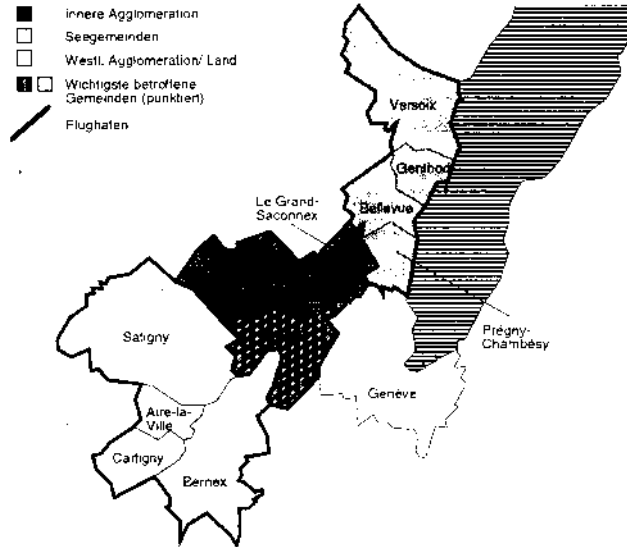 innere Agglomeration
Seegemeinden
Westl. Agglomeration/ Land
Wichtigste betroffene
Gemeinden (punktiert)
Flughafen
Versoix
Genthod
Le Grand-
Saconnex
Bellevue
Prégny-
Chambésy
Satigny
Genève
Aire-la-
Ville
Cartigny
Bernex